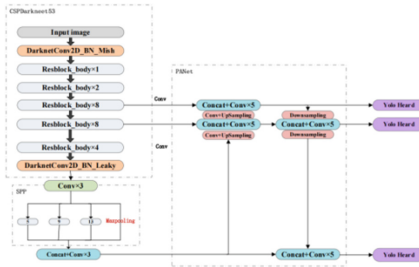 CSPDarknet53
Input image
DarknetConv2D_BN_Mish
Resblock_body×1
Resblock_body×2
Resblock_body×8
Resblock_body×8
Resblock_body×4
DarknetConv2D_BN_Leaky
Conv×3
SPP
5
9
13
Maxpooling
Concat+Conv×3
Conv
Conv
PANet
Concat+Conv×5
Conv+UpSampling
Concat+Conv×5
Conv+UpSampling
Downsampling
Concat+Conv×5
Downsampling
Concat+Conv×5
Yolo Heard
Yolo Heard
Yolo Heard